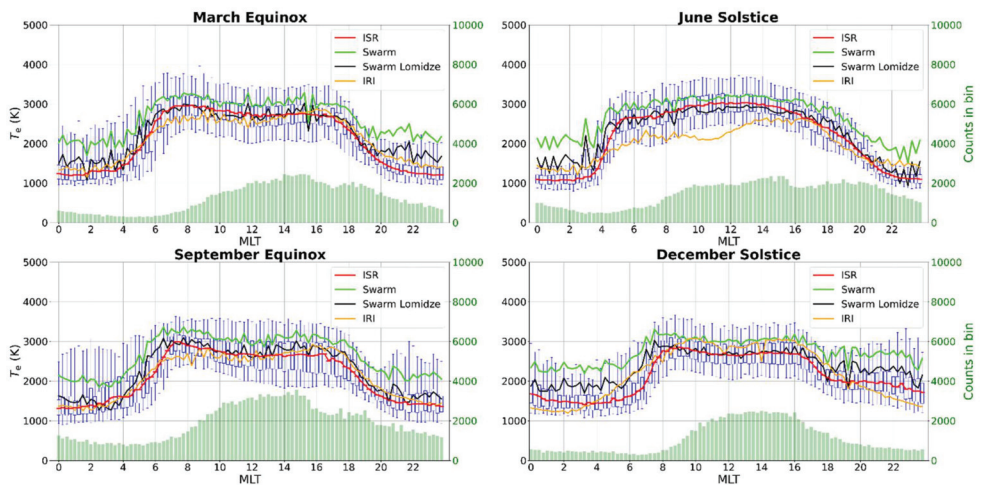 March Equinox
5000
4000
3000
2000
1000
0
Te (K)
0 2 4 6 8 10 12 14 16 18 20 22
MLT
10000
8000
6000
4000
2000
0
ISR
Swarm
Swarm Lomidze
IRI
June Solstice
5000
4000
3000
2000
1000
0
0 2 4 6 8 10 12 14 16 18 20 22
MLT
10000
8000
6000
4000
2000
0
Counts in bin
ISR
Swarm
Swarm Lomidze
IRI
September Equinox
5000
4000
3000
2000
1000
0
Te (K)
0 2 4 6 8 10 12 14 16 18 20 22
MLT
10000
8000
6000
4000
2000
0
ISR
Swarm
Swarm Lomidze
IRI
December Solstice
5000
4000
3000
2000
1000
0
0 2 4 6 8 10 12 14 16 18 20 22
MLT
10000
8000
6000
4000
2000
0
Counts in bin
ISR
Swarm
Swarm Lomidze
IRI